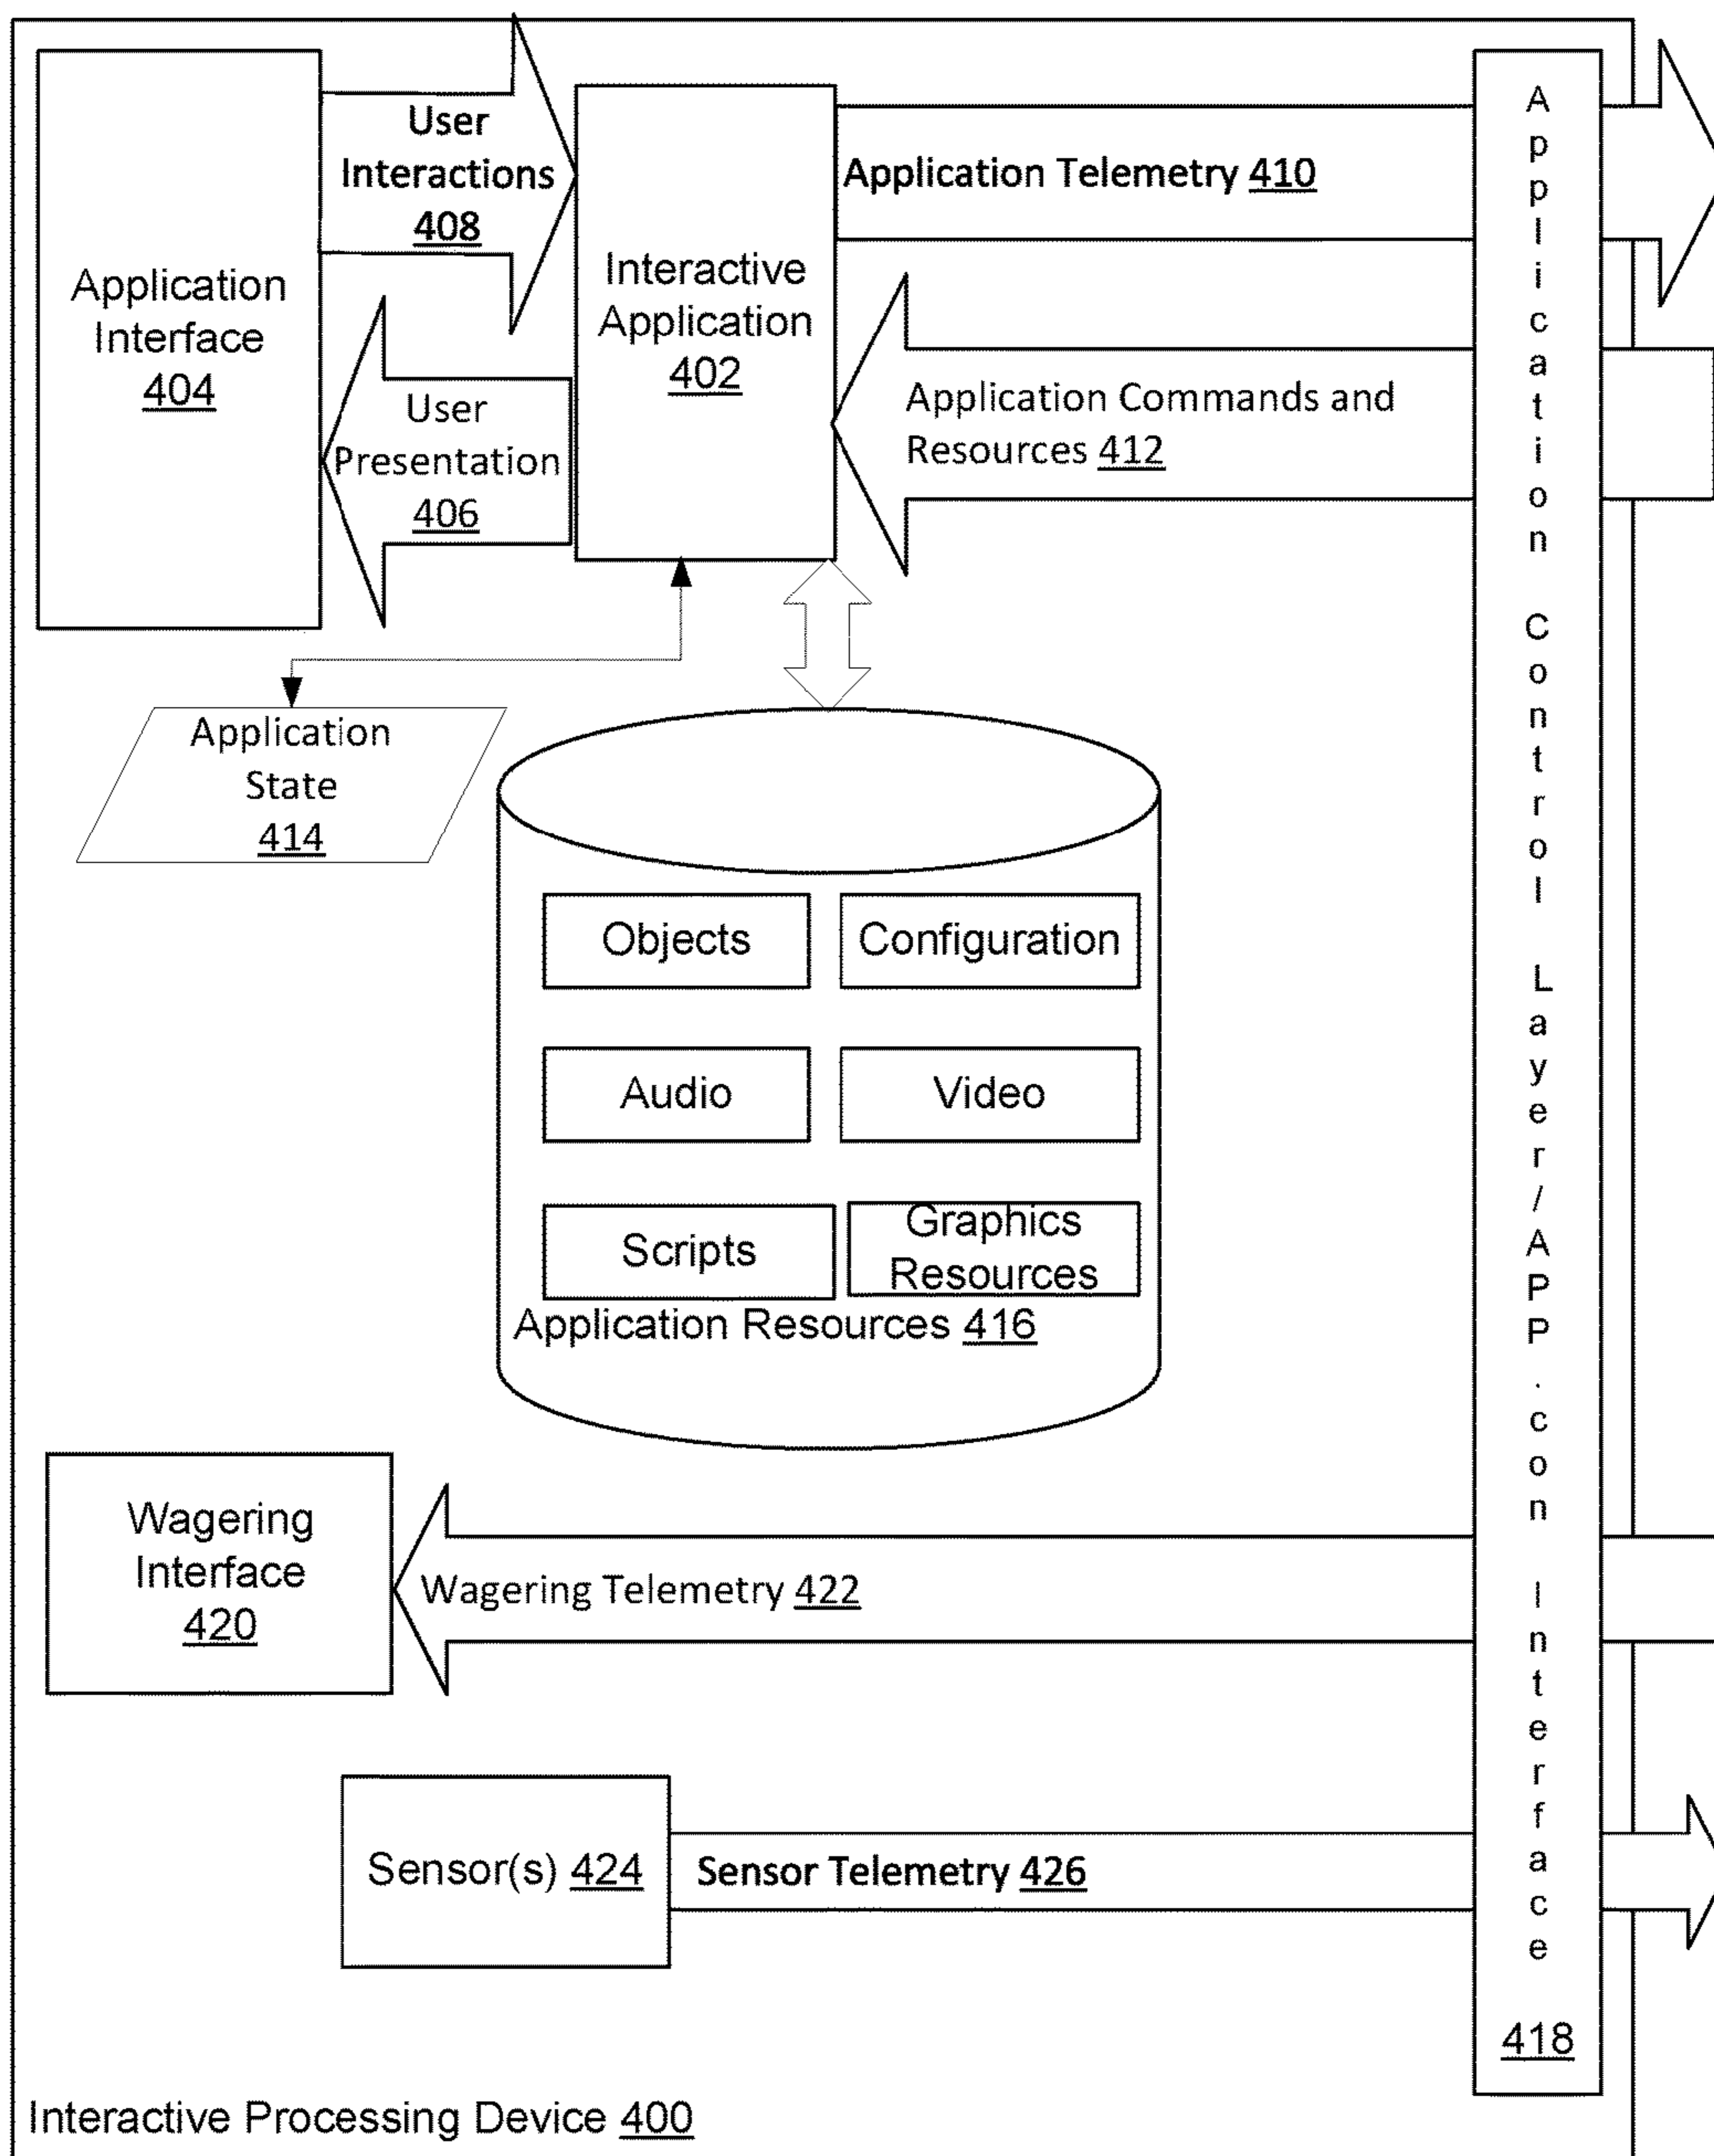 User
Interactions
408
Application
Interface
404
Interactive
Application
402
Application Telemetry 410
Application Commands and
Resources 412
User
Presentation
406
Application
State
414
Objects
Configuration
Audio
Video
Scripts
Graphics
Resources
Application Resources 416
Application Control Layer/APP.con Interface
418
Wagering
Interface
420
Wagering Telemetry 422
Sensor(s) 424
Sensor Telemetry 426
Interactive Processing Device 400